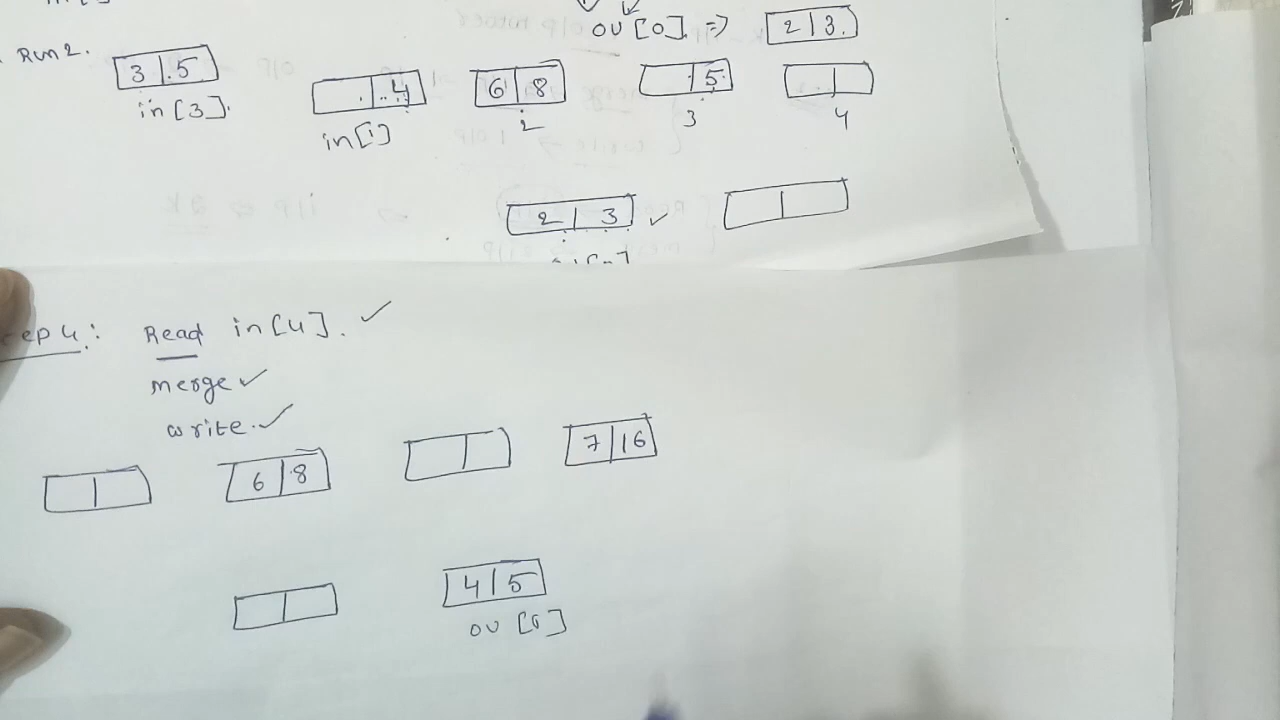 ou [0] => 2 | 3
Run 2.
3 | 5
4
6 | 8
5
in [3].
in [1]
2
3
4
2 | 3
Step 4: Read in [4]. ✓
merge ✓
write. ✓
6 | 8
7 | 16
4 | 5
ou [1]